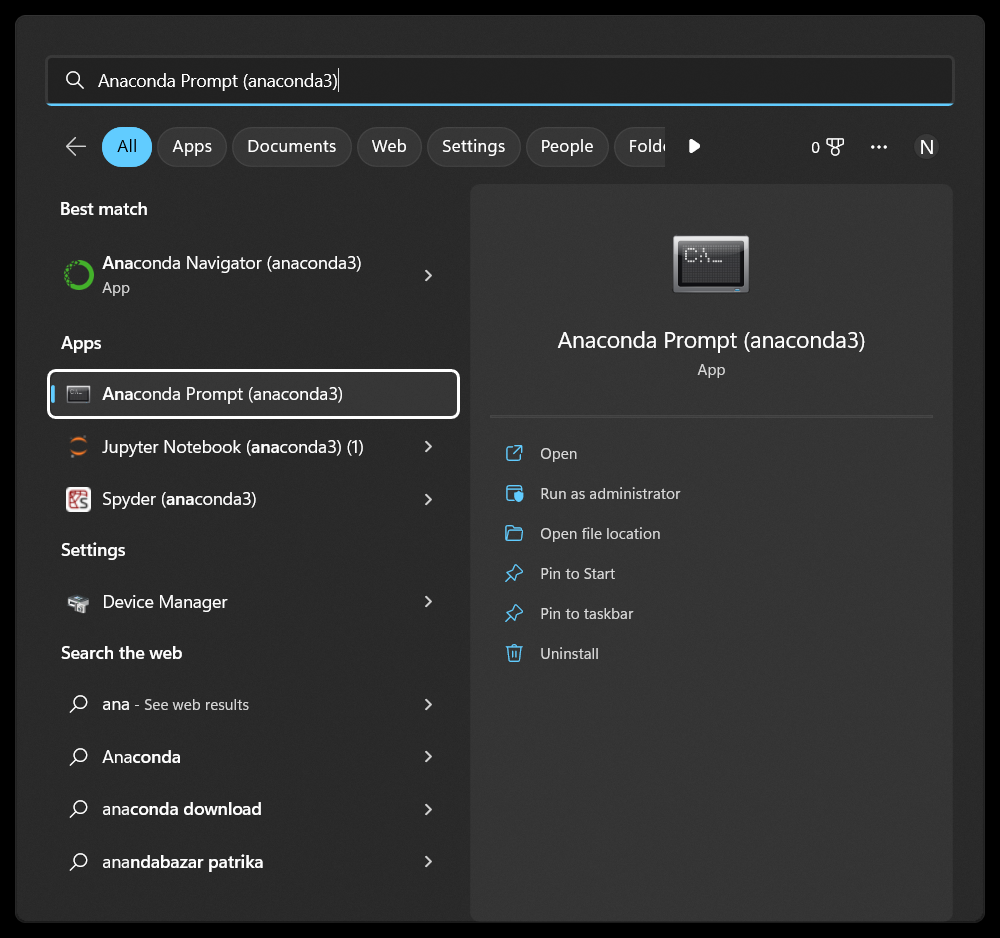 Anaconda Prompt (anaconda3)
All Apps Documents Web Settings People Folde 0 N
Best match
Anaconda Navigator (anaconda3)
App
Apps
Anaconda Prompt (anaconda3)
Jupyter Notebook (anaconda3) (1)
Spyder (anaconda3)
Settings
Device Manager
Search the web
ana - See web results
Anaconda
anaconda download
anandabazar patrika
C:\_
Anaconda Prompt (anaconda3)
App
Open
Run as administrator
Open file location
Pin to Start
Pin to taskbar
Uninstall